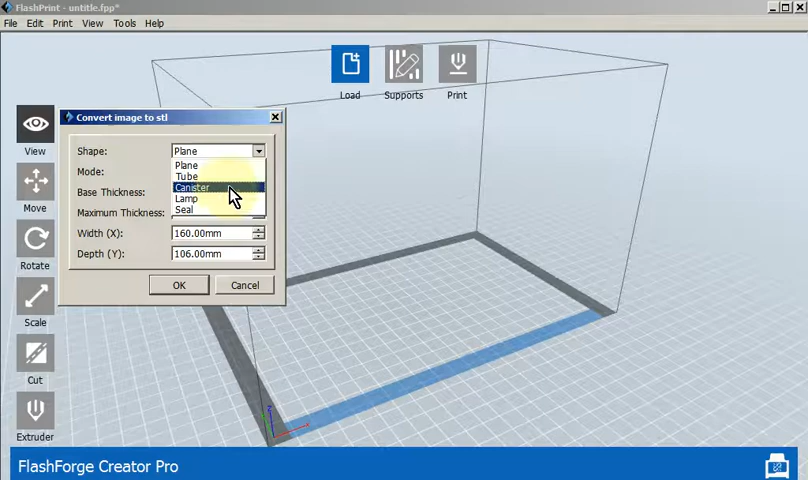 FlashPrint - untitle.fpp*
File Edit Print View Tools Help
Load
Supports
Print
View
Move
Rotate
Scale
Cut
Extruder
Convert image to stl
Shape: Plane
Plane
Tube
Canister
Lamp
Seal
Mode:
Base Thickness:
Maximum Thickness:
Width (X): 160.00mm
Depth (Y): 106.00mm
OK Cancel
FlashForge Creator Pro